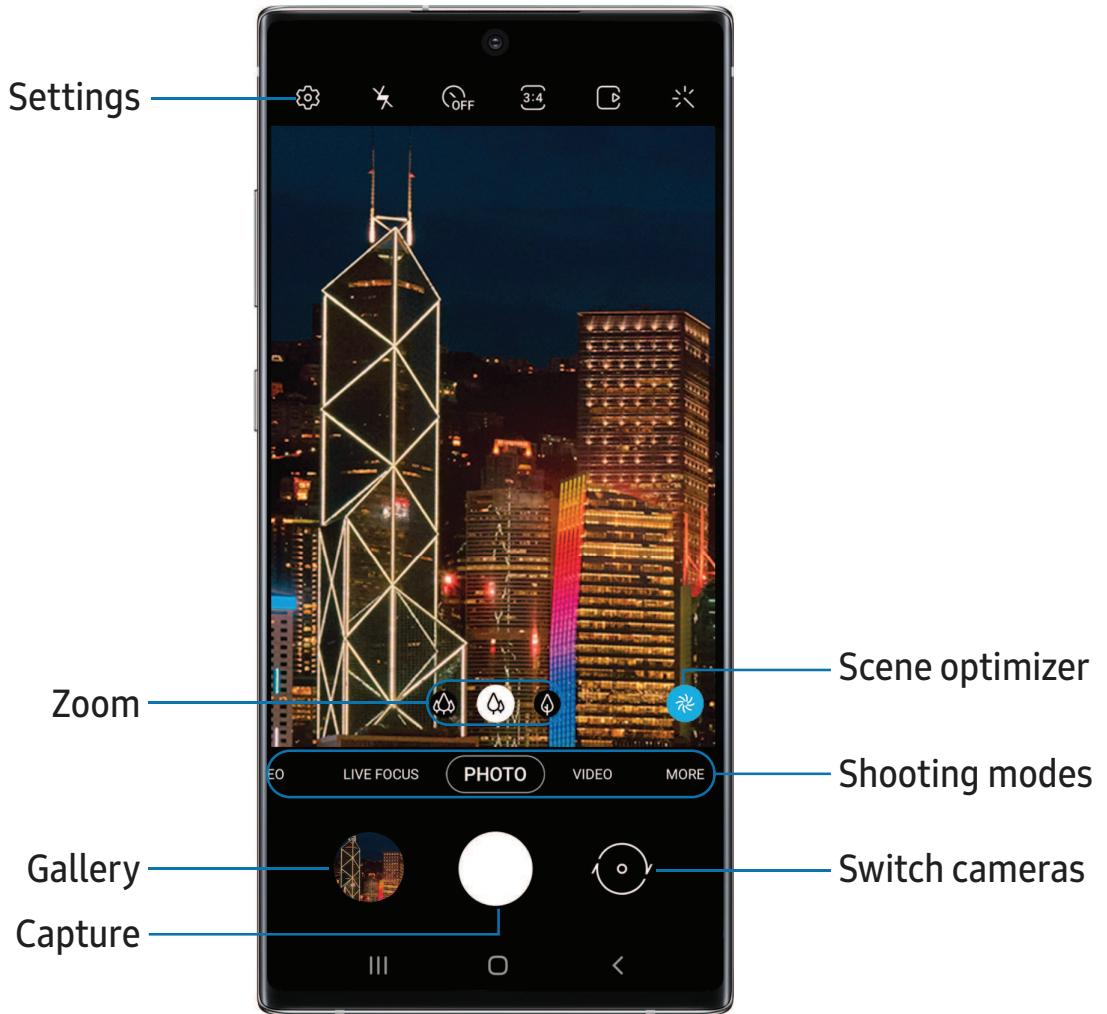 Settings
OFF
3:4
Zoom
Scene optimizer
EO
LIVE FOCUS
PHOTO
VIDEO
MORE
Shooting modes
Gallery
Switch cameras
Capture